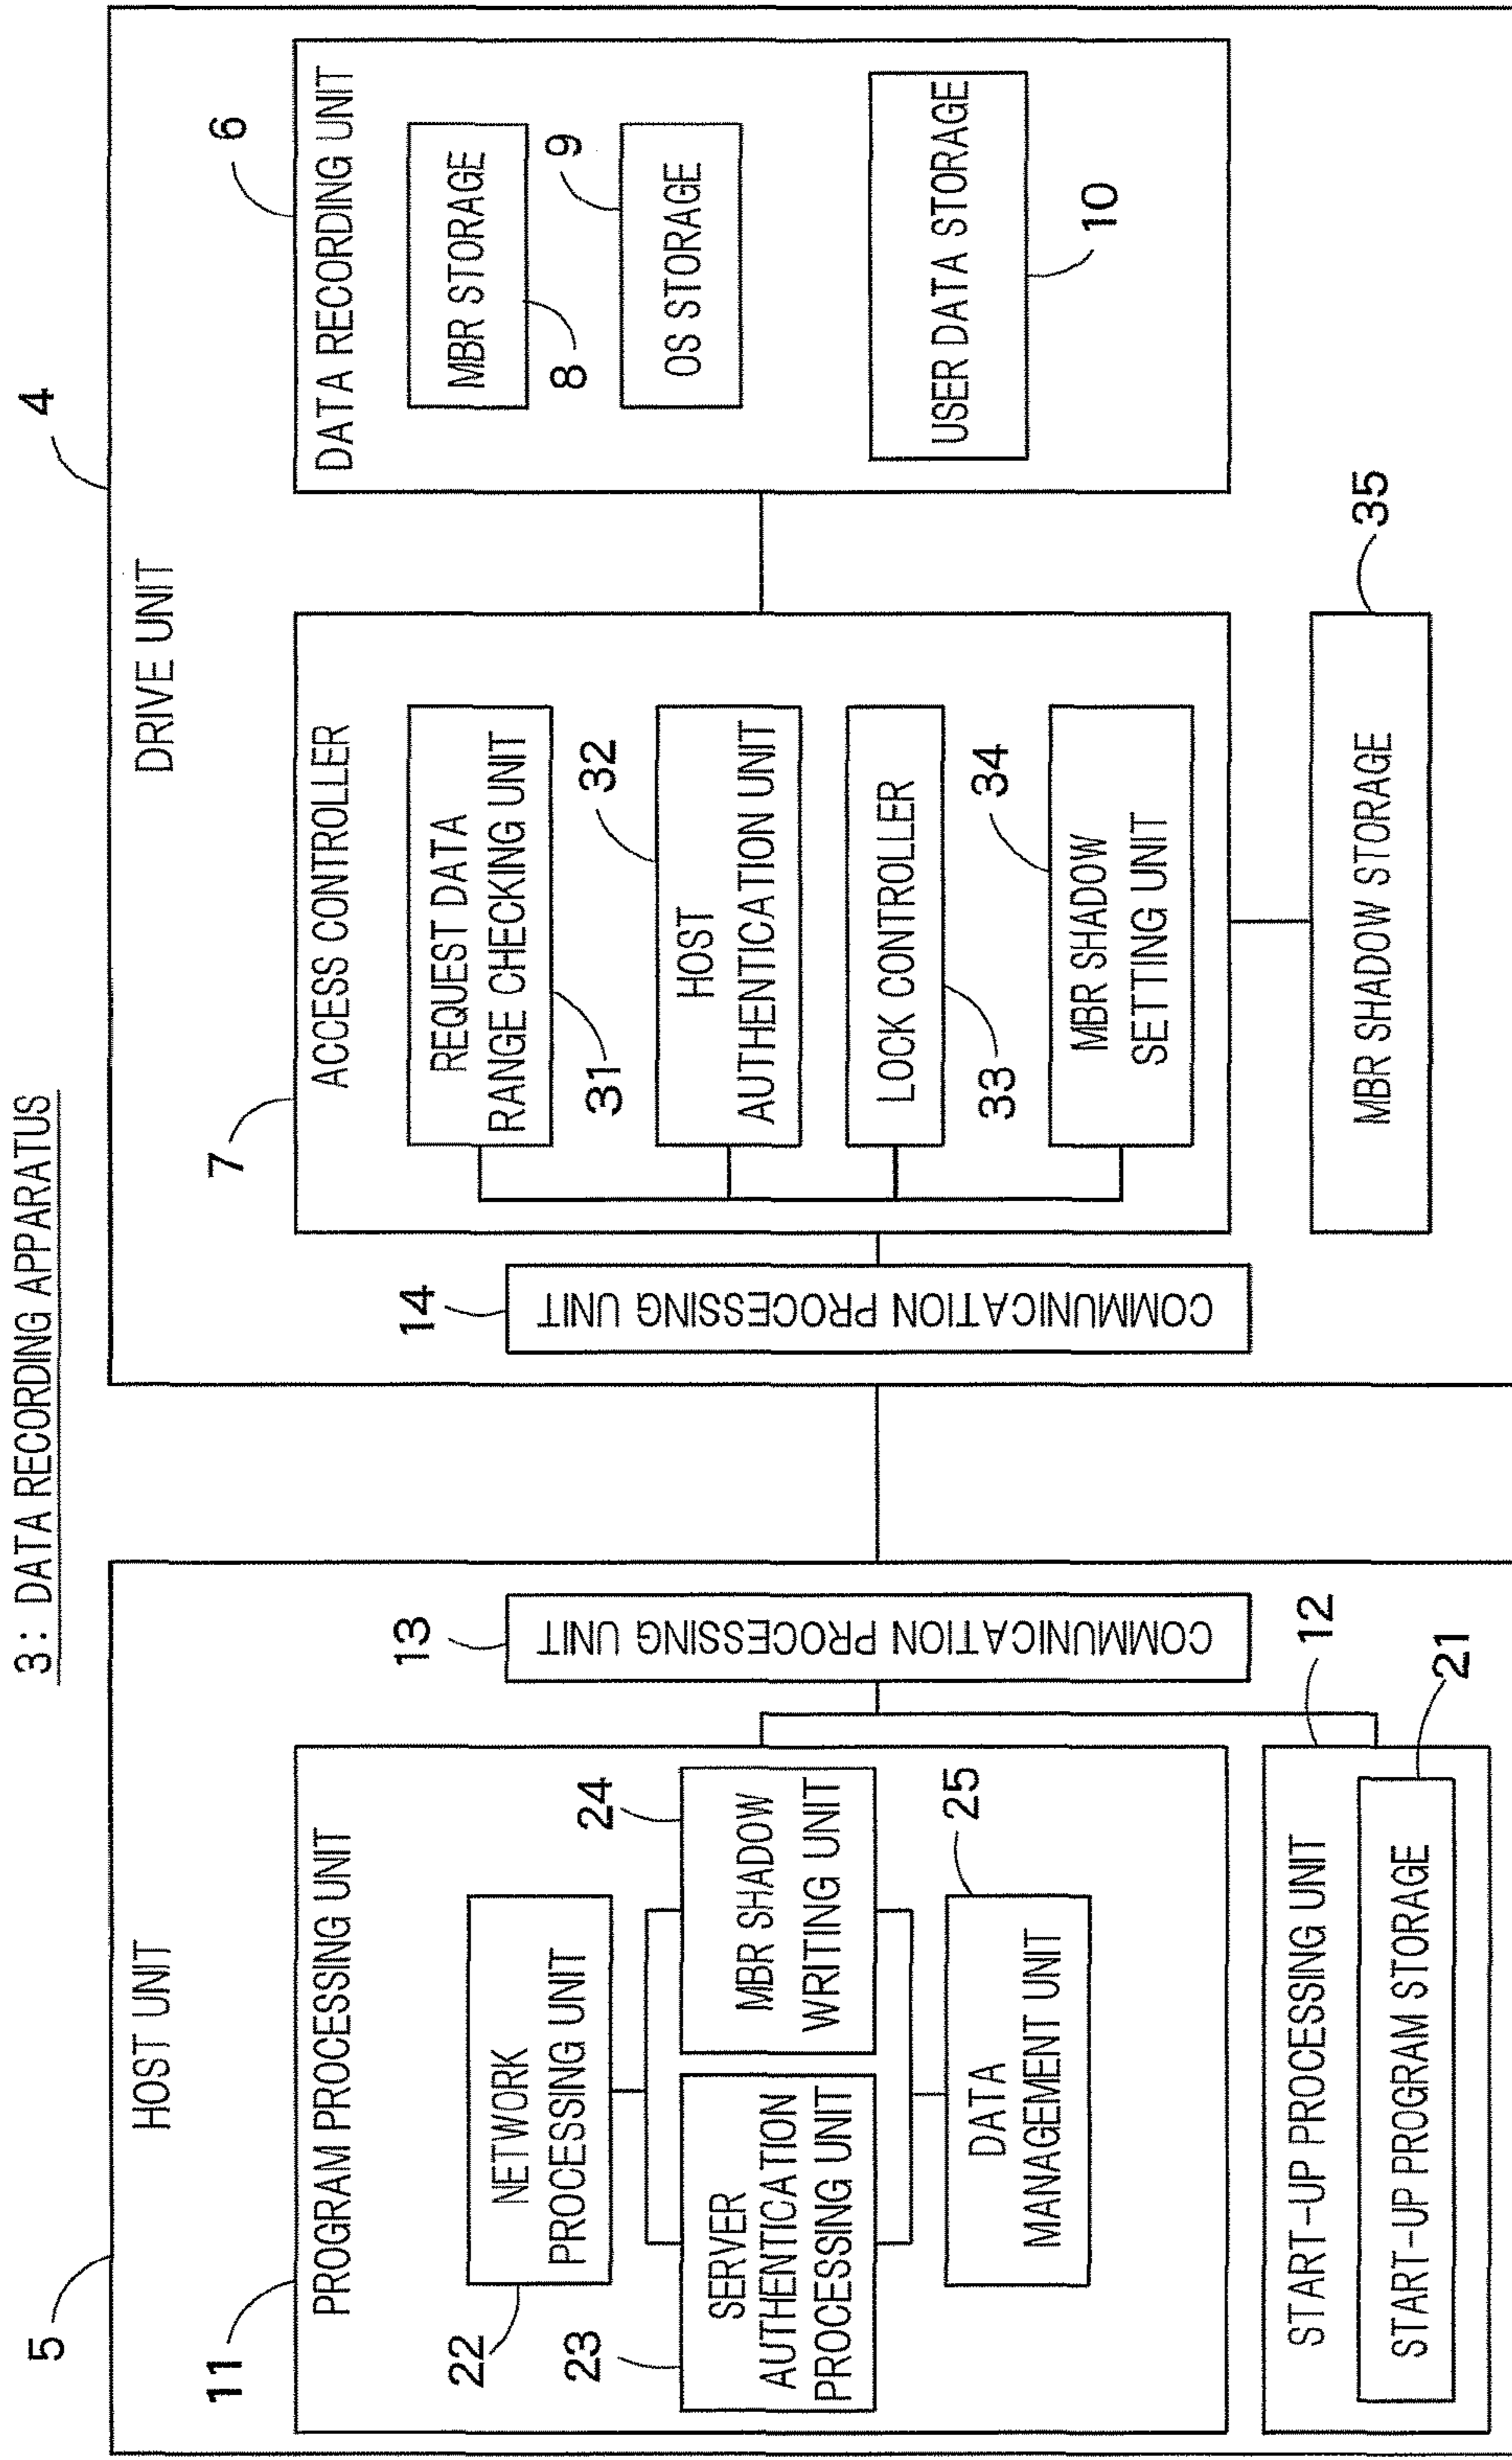 3: DATA RECORDING APPARATUS
5
HOST UNIT
11
PROGRAM PROCESSING UNIT
22
NETWORK
PROCESSING UNIT
23
SERVER
AUTHENTICATION
PROCESSING UNIT
24
MBR SHADOW
WRITING UNIT
25
DATA
MANAGEMENT UNIT
13
COMMUNICATION PROCESSING UNIT
12
START-UP PROCESSING UNIT
21
START-UP PROGRAM STORAGE
4
DRIVE UNIT
14
COMMUNICATION PROCESSING UNIT
7
ACCESS CONTROLLER
REQUEST DATA
RANGE CHECKING UNIT
31
32
HOST
AUTHENTICATION UNIT
LOCK CONTROLLER
33
34
MBR SHADOW
SETTING UNIT
35
MBR SHADOW STORAGE
6
DATA RECORDING UNIT
MBR STORAGE
8
9
OS STORAGE
USER DATA STORAGE
10